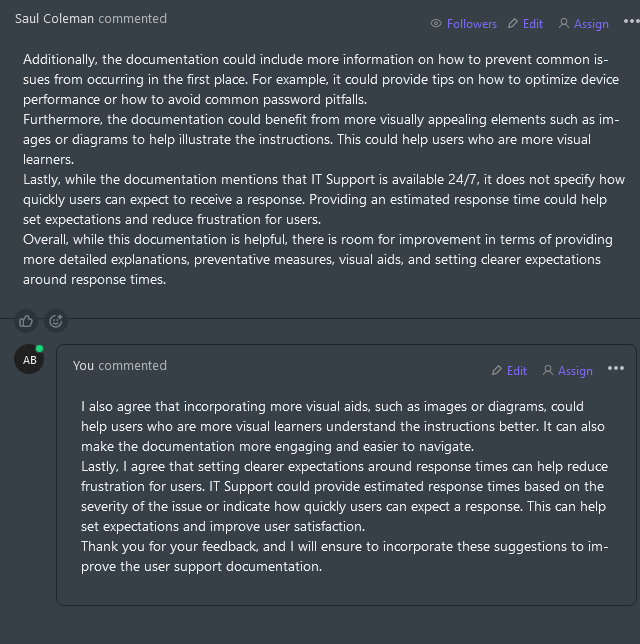 Saul Coleman commented
Followers Edit Assign
Additionally, the documentation could include more information on how to prevent common is-
sues from occurring in the first place. For example, it could provide tips on how to optimize device
performance or how to avoid common password pitfalls.
Furthermore, the documentation could benefit from more visually appealing elements such as im-
ages or diagrams to help illustrate the instructions. This could help users who are more visual
learners.
Lastly, while the documentation mentions that IT Support is available 24/7, it does not specify how
quickly users can expect to receive a response. Providing an estimated response time could help
set expectations and reduce frustration for users.
Overall, while this documentation is helpful, there is room for improvement in terms of providing
more detailed explanations, preventative measures, visual aids, and setting clearer expectations
around response times.
AB
You commented
Edit Assign
I also agree that incorporating more visual aids, such as images or diagrams, could
help users who are more visual learners understand the instructions better. It can also
make the documentation more engaging and easier to navigate.
Lastly, I agree that setting clearer expectations around response times can help reduce
frustration for users. IT Support could provide estimated response times based on the
severity of the issue or indicate how quickly users can expect a response. This can help
set expectations and improve user satisfaction.
Thank you for your feedback, and I will ensure to incorporate these suggestions to im-
prove the user support documentation.